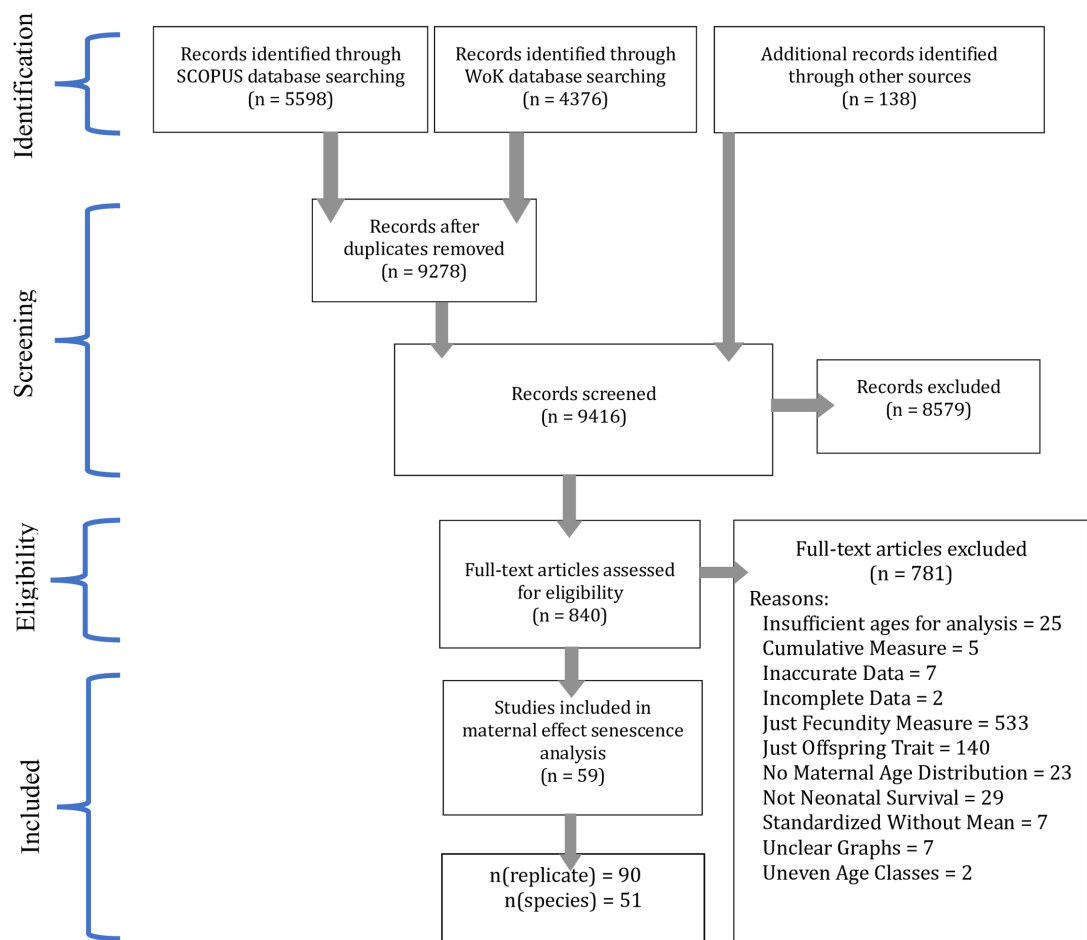 Identification
Records identified through
SCOPUS database searching
(n = 5598)
Records identified through
WoK database searching
(n = 4376)
Additional records identified
through other sources
(n = 138)
Screening
Records after
duplicates removed
(n = 9278)
Records screened
(n = 9416)
Records excluded
(n = 8579)
Eligibility
Full-text articles assessed
for eligibility
(n = 840)
Full-text articles excluded
(n = 781)
Reasons:
Insufficient ages for analysis = 25
Cumulative Measure = 5
Inaccurate Data = 7
Incomplete Data = 2
Just Fecundity Measure = 533
Just Offspring Trait = 140
No Maternal Age Distribution = 23
Not Neonatal Survival = 29
Standardized Without Mean = 7
Unclear Graphs = 7
Uneven Age Classes = 2
Included
Studies included in
maternal effect senescence
analysis
(n = 59)
n(replicate) = 90
n(species) = 51